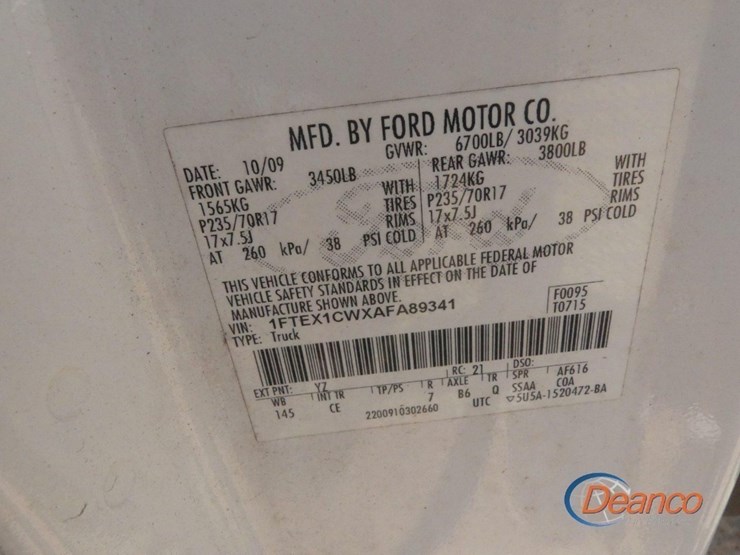 MFD. BY FORD MOTOR CO.
DATE: 10/09 GVWR: 6700LB/ 3039KG
FRONT GAWR: 3450LB REAR GAWR: 3800LB
1565KG WITH 1724KG WITH
P235/70R17 TIRES P235/70R17 TIRES
17x7.5J RIMS 17x7.5J RIMS
AT 260 kPa/ 38 PSI COLD AT 260 kPa/ 38 PSI COLD
Ford
THIS VEHICLE CONFORMS TO ALL APPLICABLE FEDERAL MOTOR
VEHICLE SAFETY STANDARDS IN EFFECT ON THE DATE OF
MANUFACTURE SHOWN ABOVE.
VIN: 1FTEX1CWXAFA89341 F0095
TYPE: Truck T0715
EXT PNT: YZ RC: 21 DSO:
WB INT TR TP/PS R AXLE TR SPR AF616
145 CE 7 B6 Q SSAA COA
2200910302660 UTC ▽5U5A-1520472-BA
Deanco